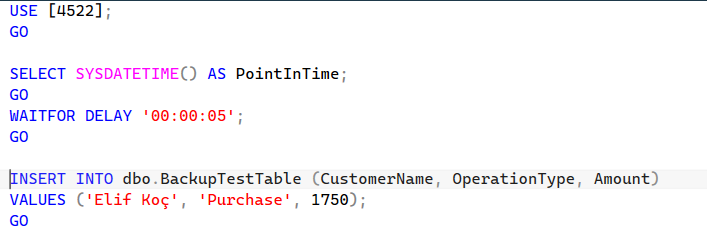 USE [4522];
GO
SELECT SYSDATETIME() AS PointInTime;
GO
WAITFOR DELAY '00:00:05';
GO
INSERT INTO dbo.BackupTestTable (CustomerName, OperationType, Amount)
VALUES ('Elif Koç', 'Purchase', 1750);
GO